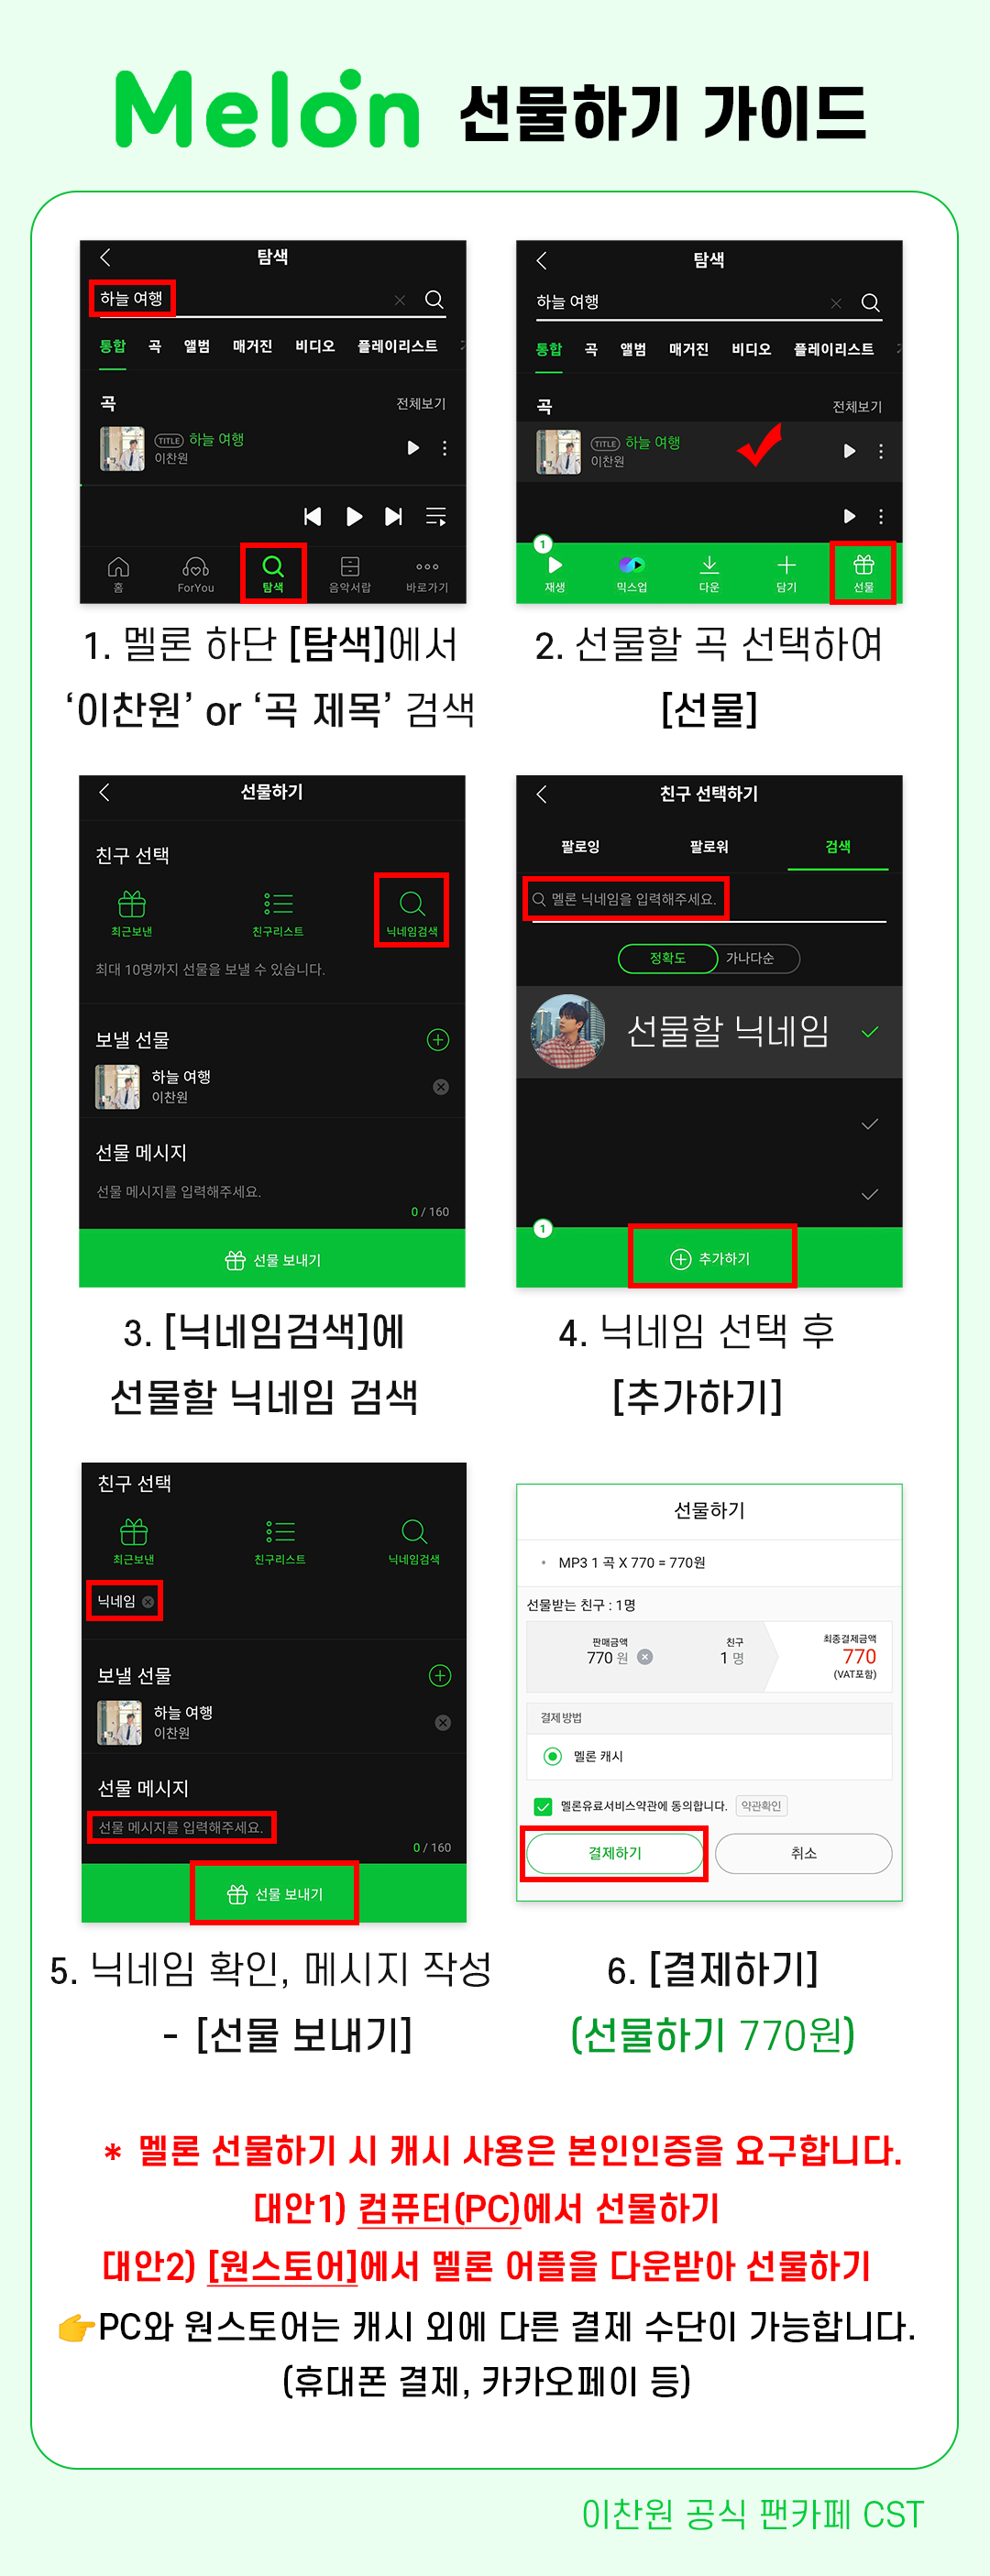 Melon 선물하기 가이드
탐색
하늘 여행
통합 곡 앨범 매거진 비디오 플레이리스트
곡 전체보기
TITLE 하늘 여행
이찬원
홈 ForYou 탐색 음악서랍 바로가기
1. 멜론 하단 [탐색]에서
‘이찬원’ or ‘곡 제목’ 검색
탐색
하늘 여행
통합 곡 앨범 매거진 비디오 플레이리스트
곡 전체보기
TITLE 하늘 여행
이찬원
1
재생 믹스업 다운 담기 선물
2. 선물할 곡 선택하여
[선물]
선물하기
친구 선택
최근보낸 친구리스트 닉네임검색
최대 10명까지 선물을 보낼 수 있습니다.
보낼 선물
하늘 여행
이찬원
선물 메시지
선물 메시지를 입력해주세요.
0 / 160
선물 보내기
3. [닉네임검색]에
선물할 닉네임 검색
친구 선택하기
팔로잉 팔로워 검색
멜론 닉네임을 입력해주세요.
정확도 가나다순
선물할 닉네임
1
추가하기
4. 닉네임 선택 후
[추가하기]
친구 선택
최근보낸 친구리스트 닉네임검색
닉네임
보낼 선물
하늘 여행
이찬원
선물 메시지
선물 메시지를 입력해주세요.
0 / 160
선물 보내기
5. 닉네임 확인, 메시지 작성
- [선물 보내기]
선물하기
• MP3 1 곡 X 770 = 770원
선물받는 친구 : 1명
판매금액 친구 최종결제금액
770 원 1 명 770
(VAT포함)
결제 방법
멜론 캐시
멜론유료서비스약관에 동의합니다. 약관확인
결제하기 취소
6. [결제하기]
(선물하기 770원)
* 멜론 선물하기 시 캐시 사용은 본인인증을 요구합니다.
대안1) 컴퓨터(PC)에서 선물하기
대안2) [원스토어]에서 멜론 어플을 다운받아 선물하기
👉PC와 원스토어는 캐시 외에 다른 결제 수단이 가능합니다.
(휴대폰 결제, 카카오페이 등)
이찬원 공식 팬카페 CST